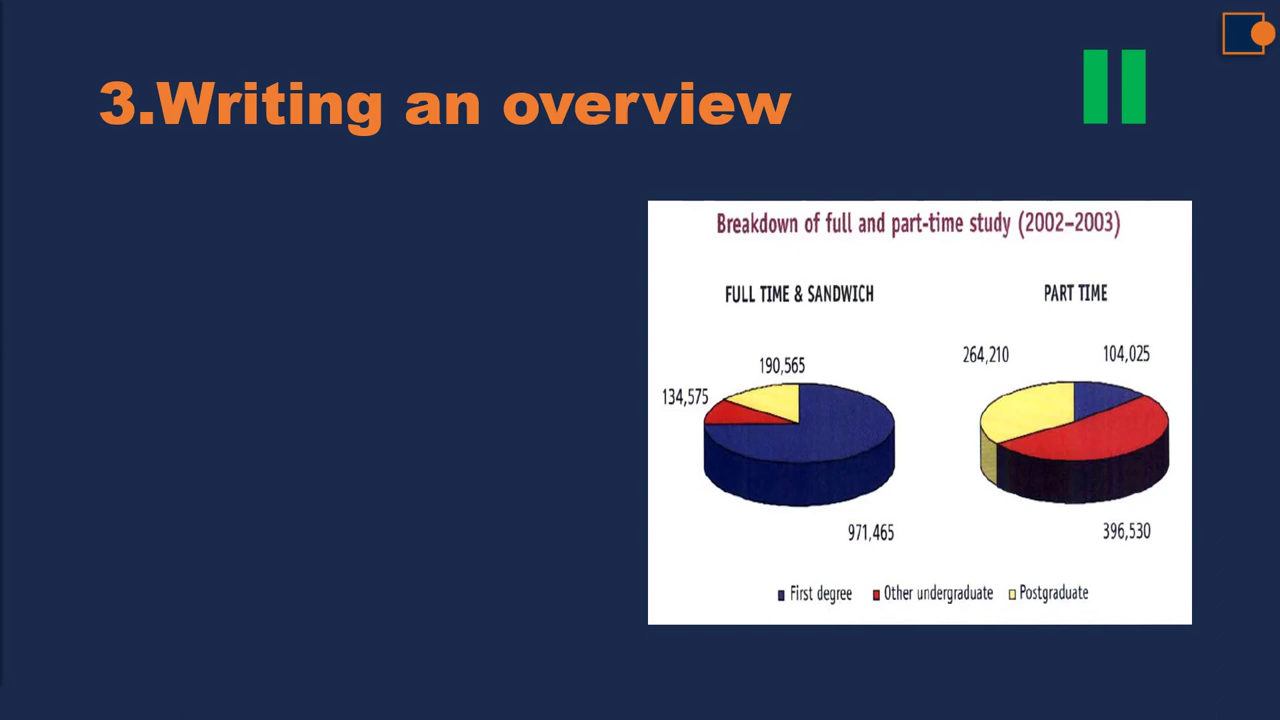 3.Writing an overview
Breakdown of full and part-time study (2002–2003)
FULL TIME & SANDWICH
PART TIME
190,565
134,575
971,465
264,210
104,025
396,530
First degree
Other undergraduate
Postgraduate